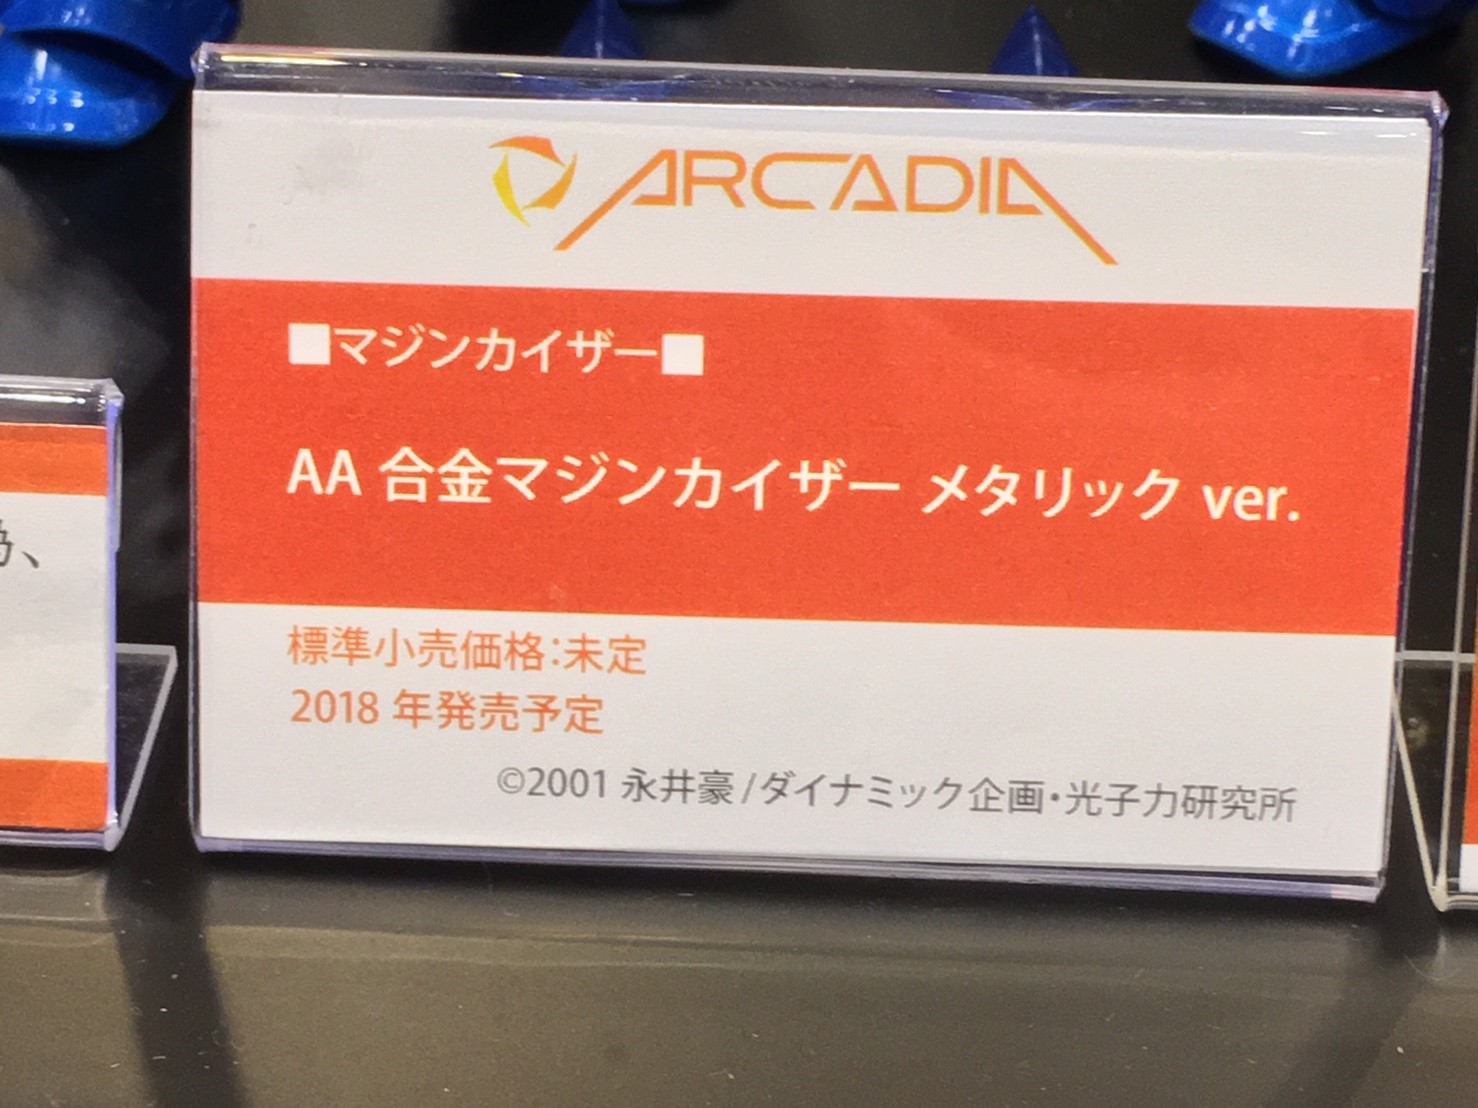 ARCADIA
■マジンカイザー■
AA 合金マジンカイザー メタリック ver.
標準小売価格:未定
2018 年発売予定
©2001 永井豪/ダイナミック企画・光子力研究所